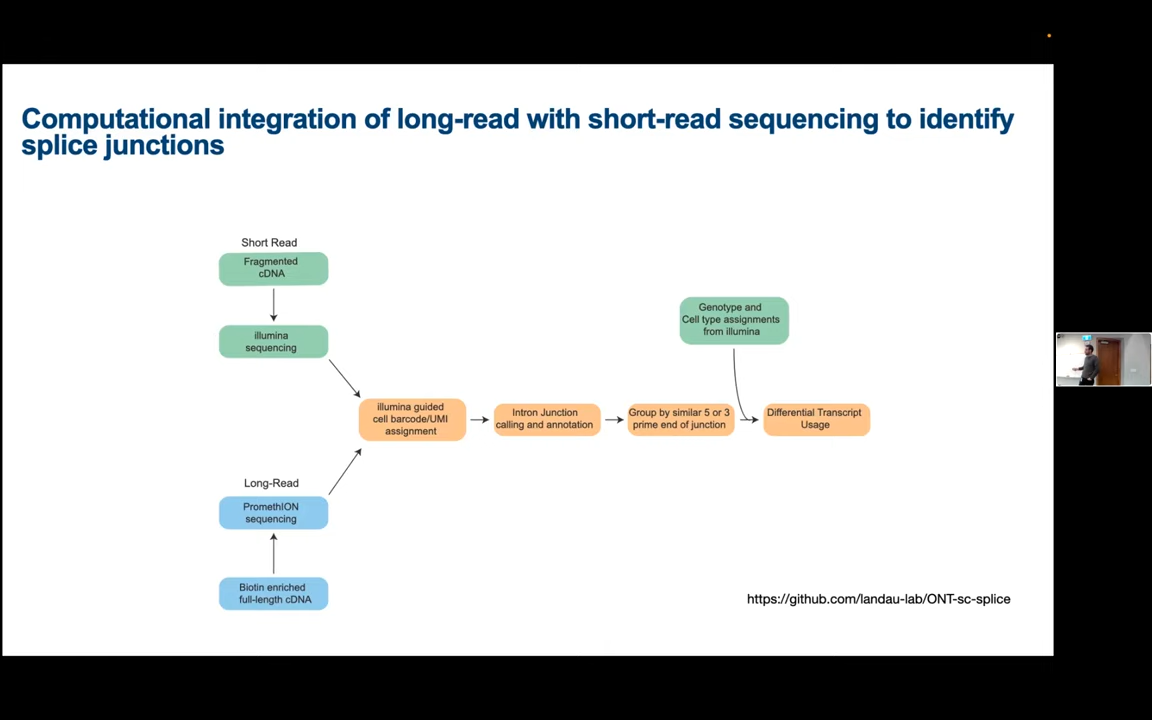 Computational integration of long-read with short-read sequencing to identify
splice junctions
Short Read
Fragmented
cDNA
illumina
sequencing
Genotype and
Cell type assignments
from illumina
illumina guided
cell barcode/UMI
assignment
Intron Junction
calling and annotation
Group by similar 5 or 3
prime end of junction
Differential Transcript
Usage
Long-Read
PromethION
sequencing
Biotin enriched
full-length cDNA
https://github.com/landau-lab/ONT-sc-splice